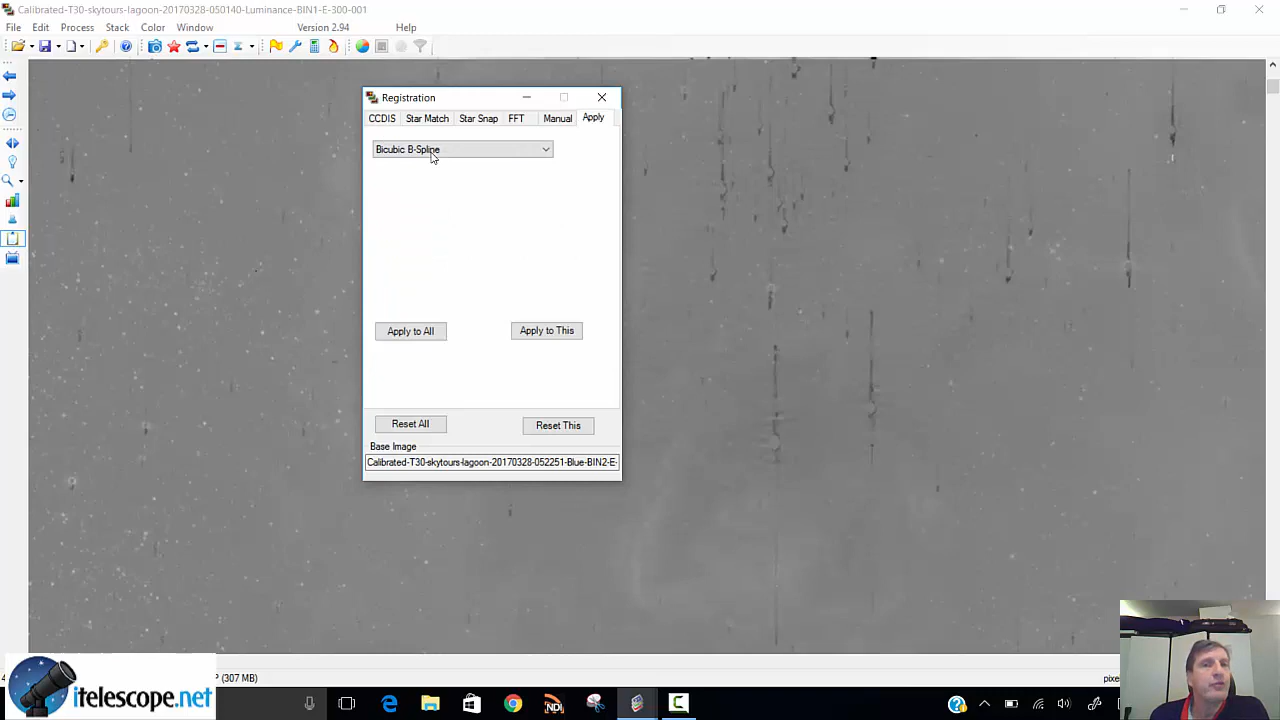 Calibrated-T30-skytours-lagoon-20170328-050140-Luminance-BIN1-E-300-001
File Edit Process Stack Color Window Version 2.94 Help
Registration
CCDIS Star Match Star Snap FFT Manual Apply
Bicubic B-Spline
Apply to All Apply to This
Reset All Reset This
Base Image
Calibrated-T30-skytours-lagoon-20170328-052251-Blue-BIN2-E-
(307 MB)
itelescope.net